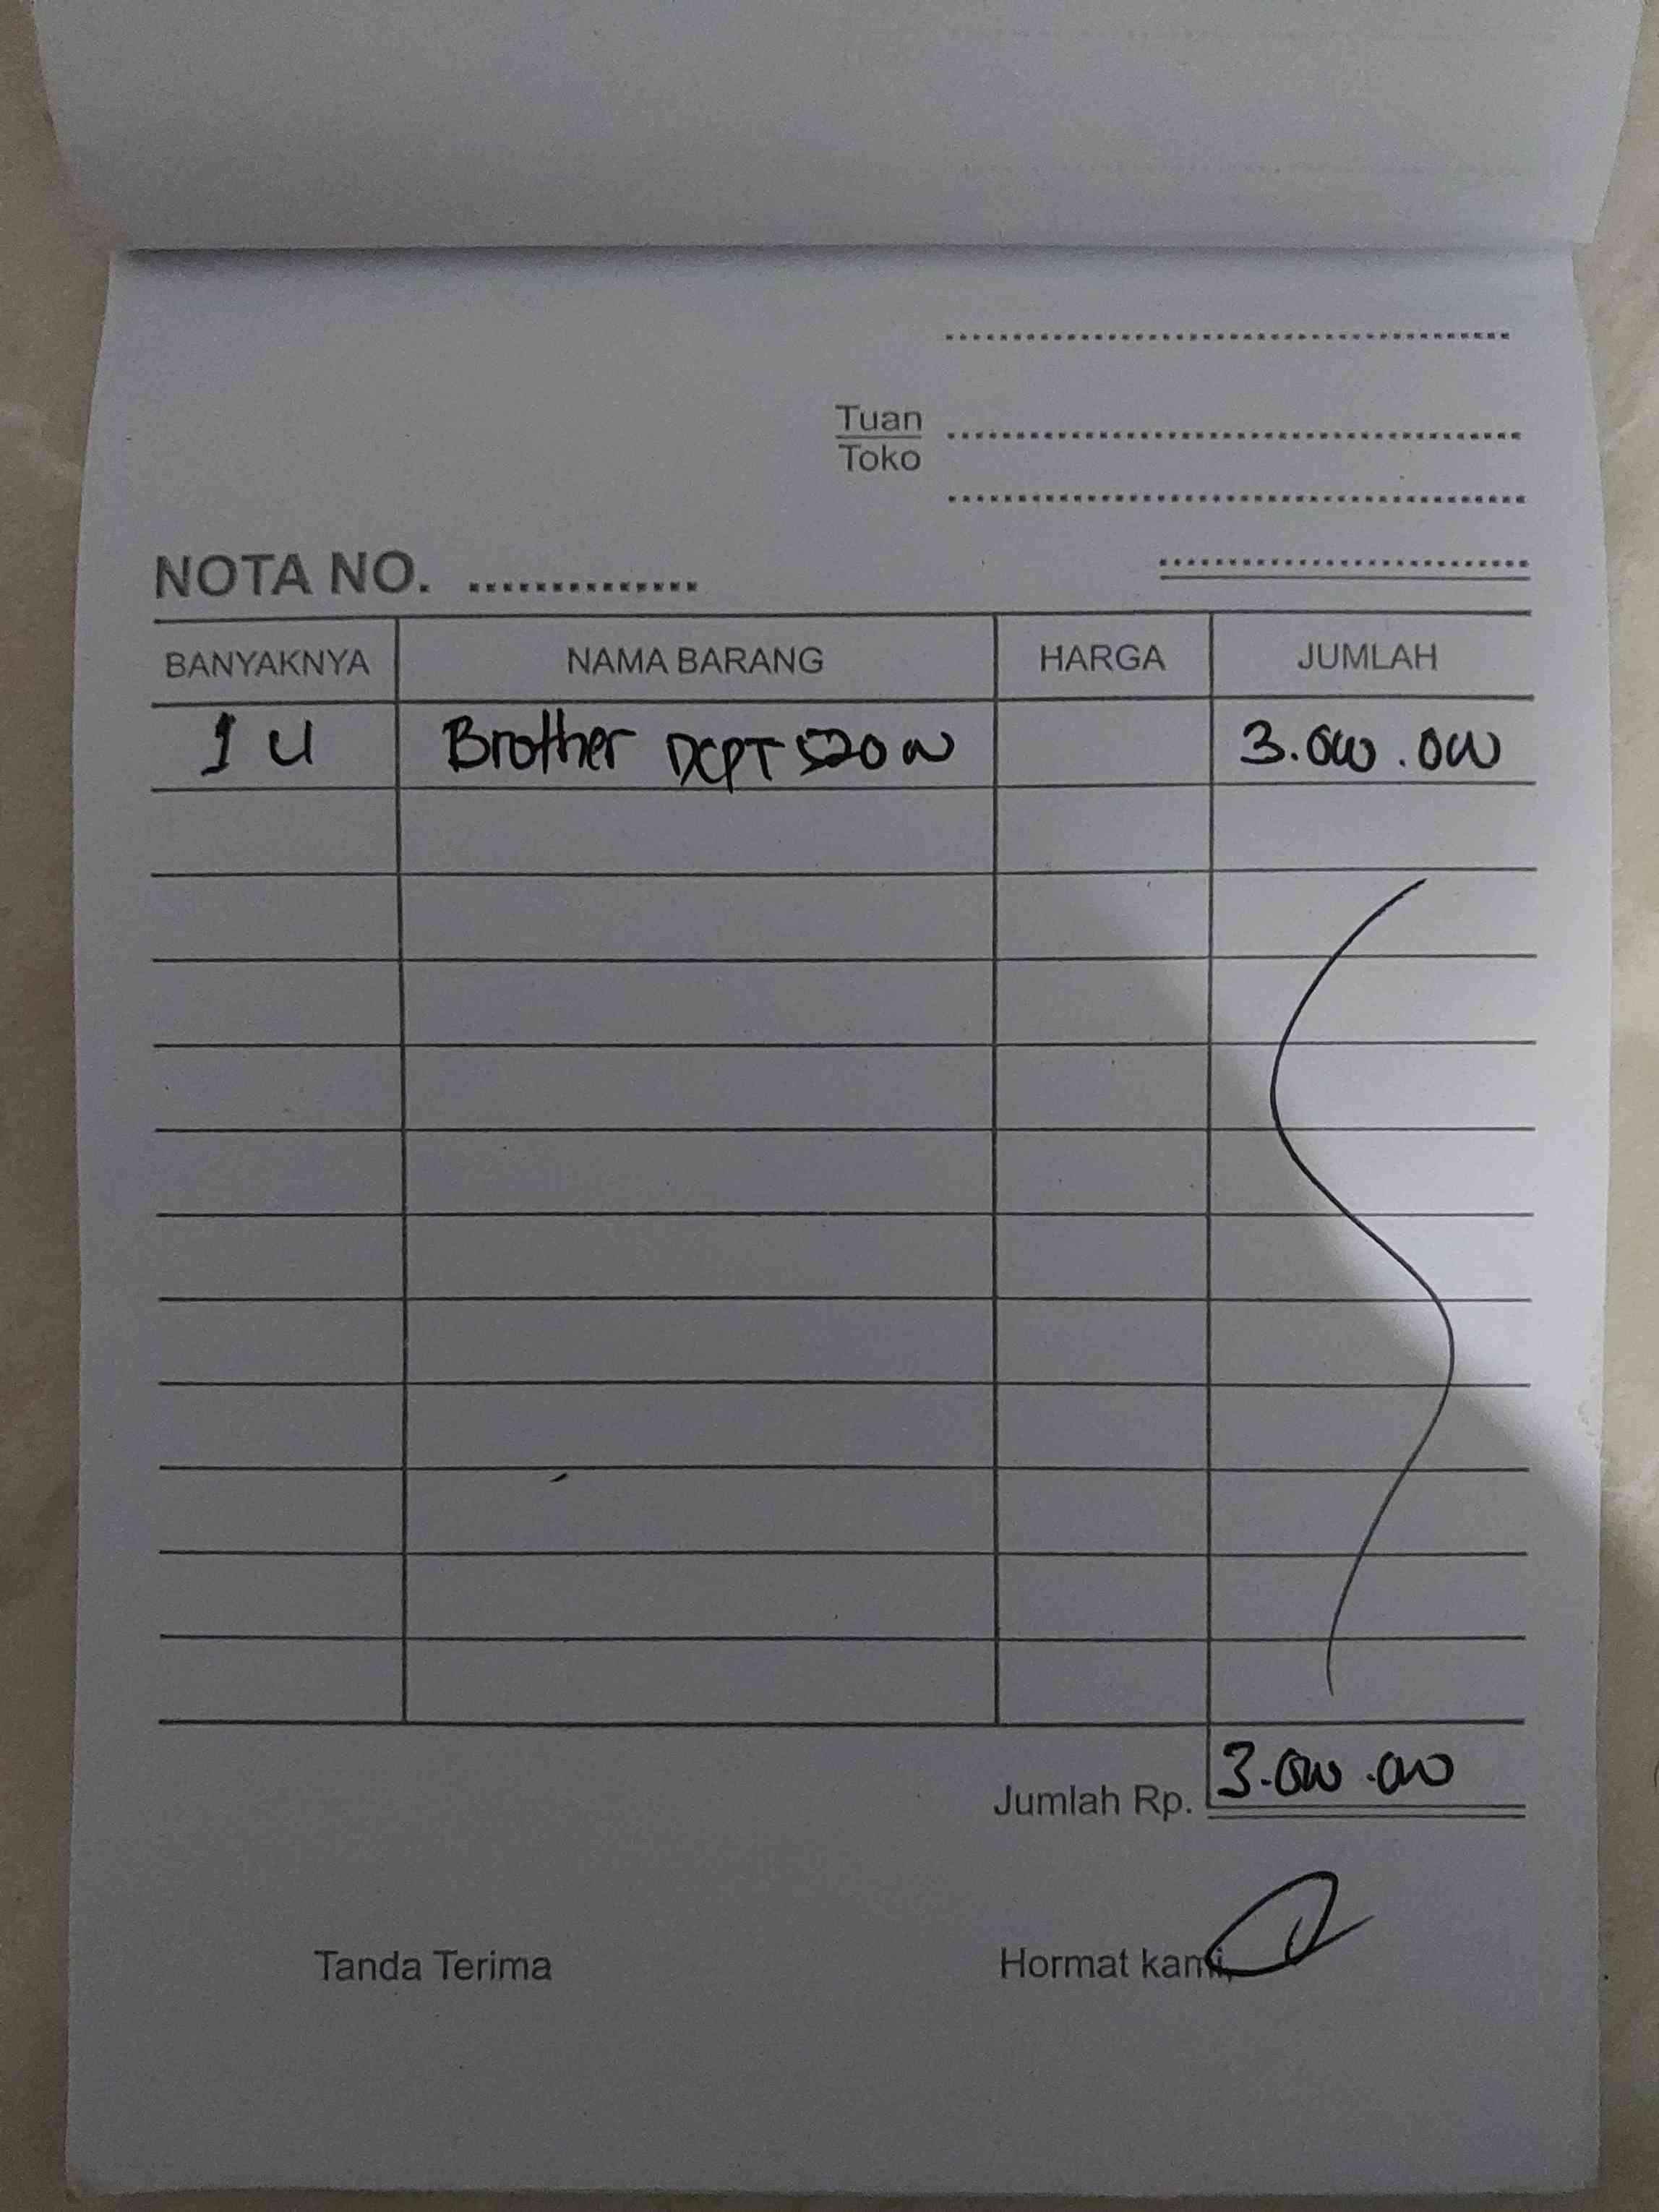 Tuan
Toko
NOTA NO. ..............
BANYAKNYA NAMA BARANG HARGA JUMLAH
1 U Brother DCPT 520 W 3.000.000
Jumlah Rp. 3.000.000
Tanda Terima Hormat kami,